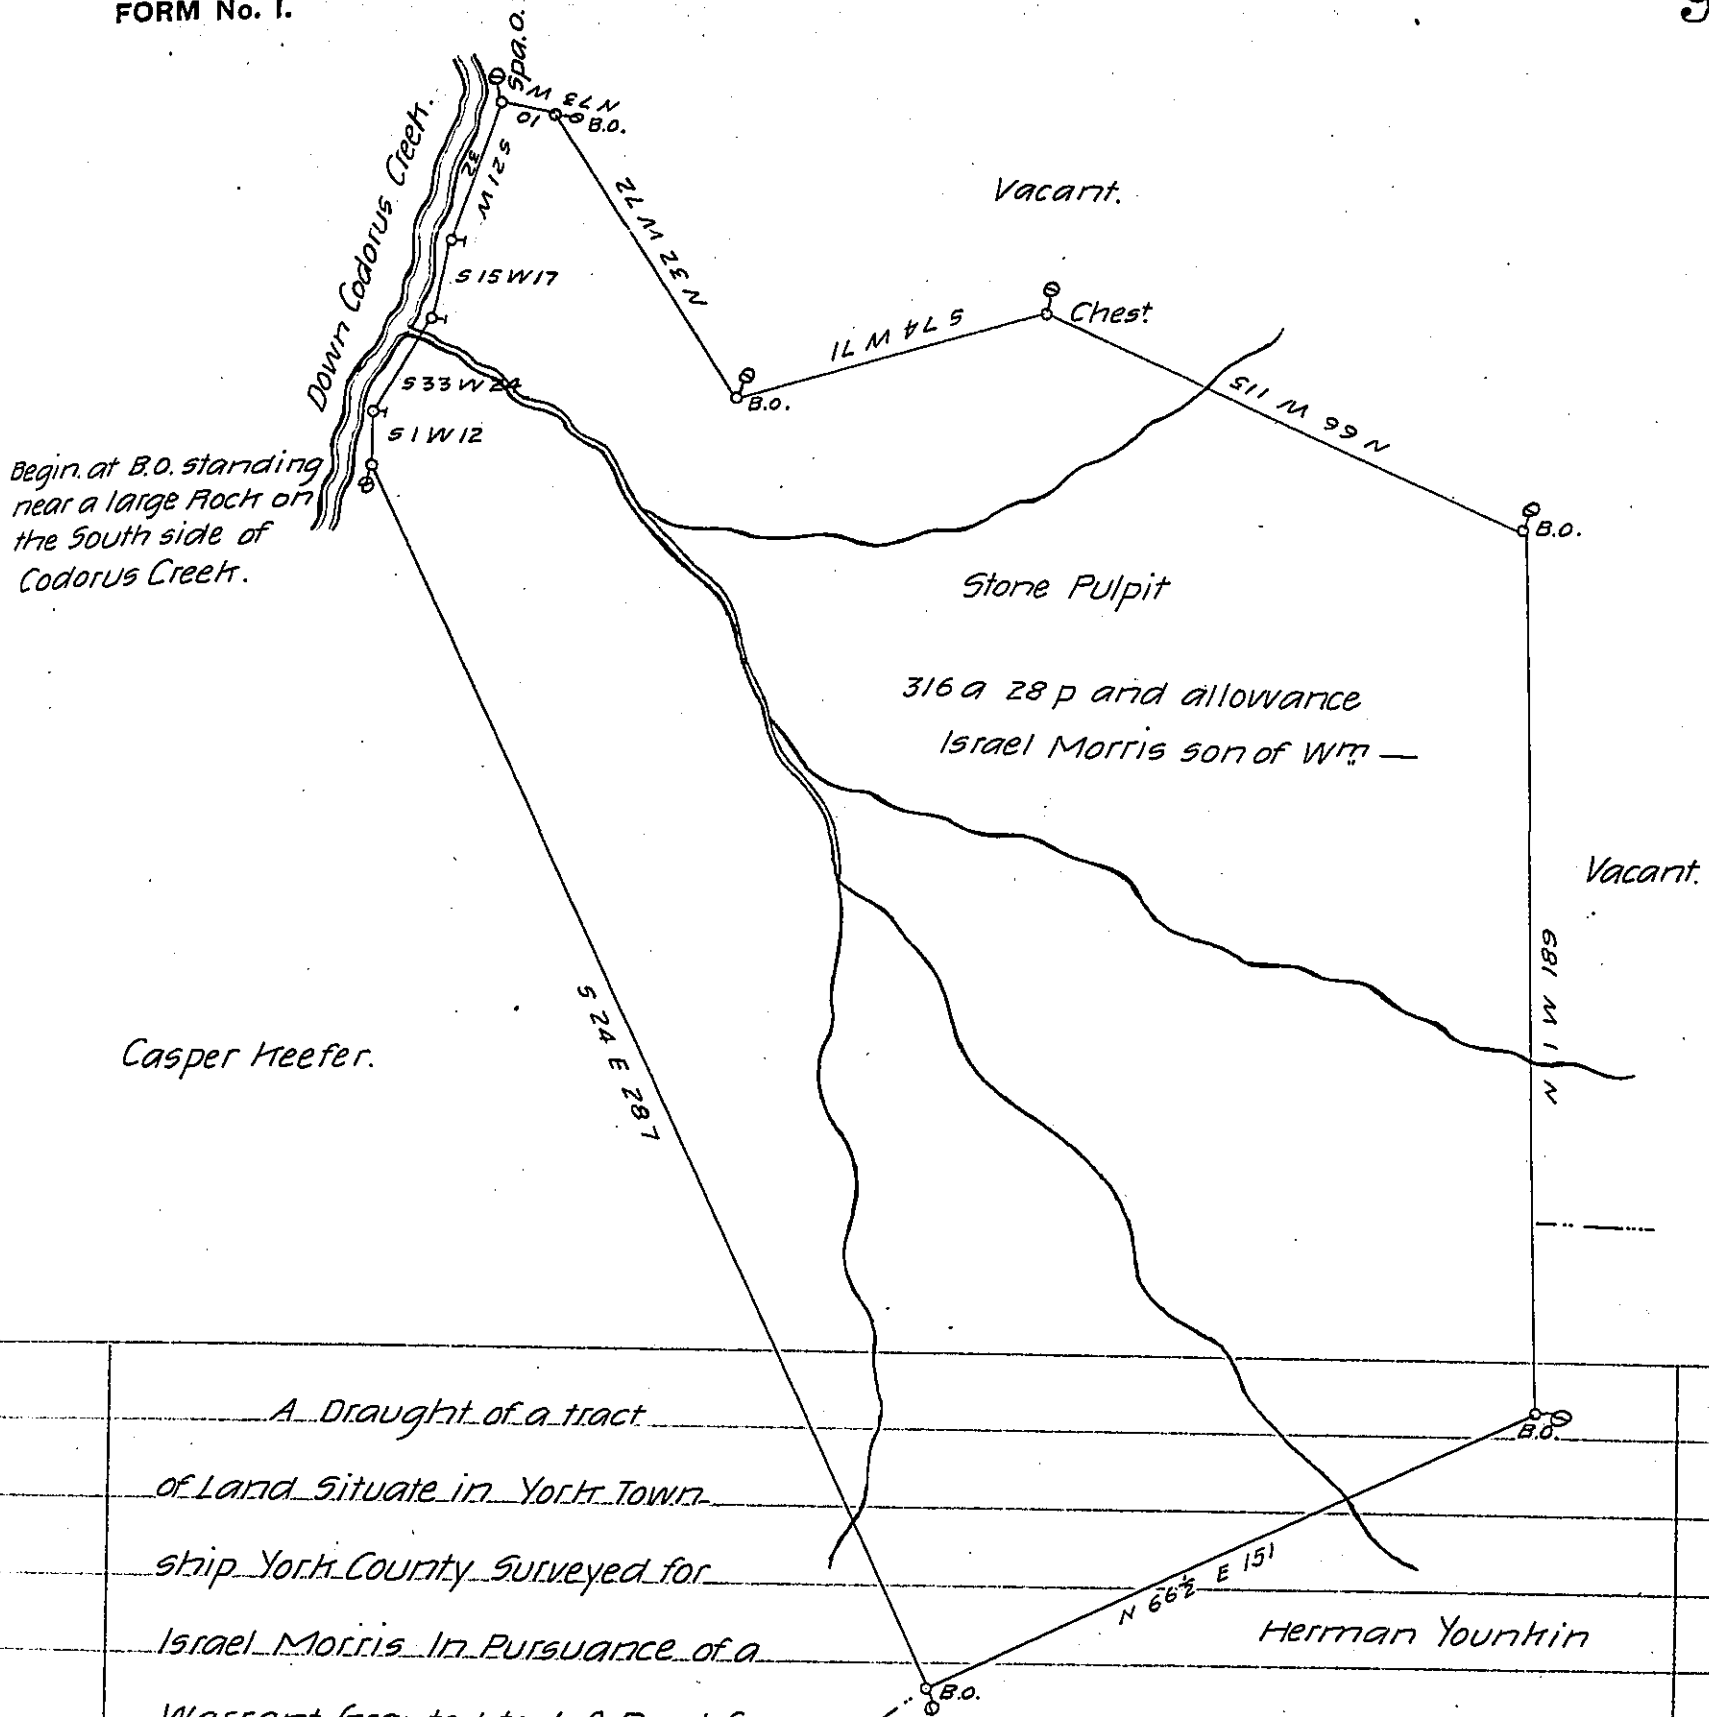 FORM No. 1.
Spa.o.
N 73 W
10
B.O.
Down Codorus Creek.
S 21 W
32
N 32 W 72
Vacant.
S 15 W 17
Chest.
S 74 W 71
B.O.
S 33 W 24
N 66 W 115
S 1 W 12
Begin. at B.O. standing
near a large Rock on
the South side of
Codorus Creek.
B.O.
Stone Pulpit
316 a 28 p and allowance
Israel Morris son of Wm —
Vacant.
N 1 W 189
S 24 E 287
Casper Keefer.
A Draught of a tract
B.O.
of Land Situate in York Town
ship York County Surveyed for
N 66½ E 151
Israel Morris In Pursuance of a
Herman Younkin
B.O.